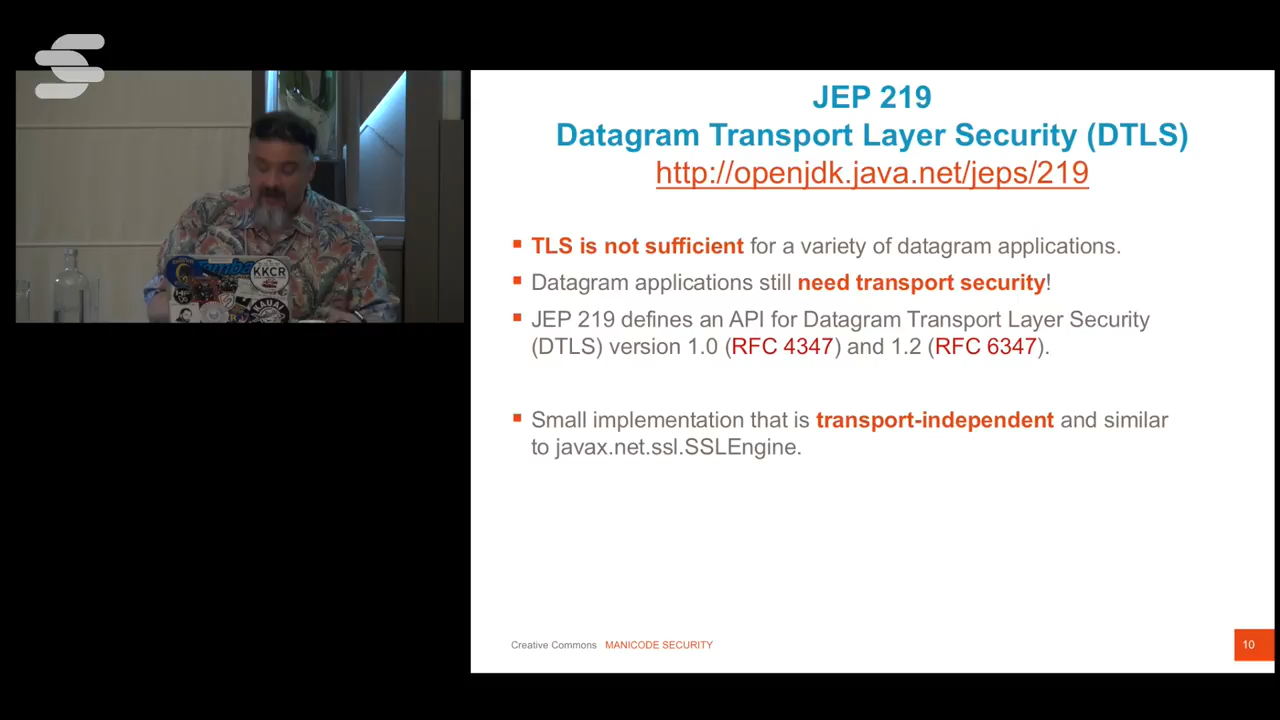 JEP 219
Datagram Transport Layer Security (DTLS)
http://openjdk.java.net/jeps/219
▪ TLS is not sufficient for a variety of datagram applications.
▪ Datagram applications still need transport security!
▪ JEP 219 defines an API for Datagram Transport Layer Security
(DTLS) version 1.0 (RFC 4347) and 1.2 (RFC 6347).
▪ Small implementation that is transport-independent and similar
to javax.net.ssl.SSLEngine.
Creative Commons MANICODE SECURITY
10
KKCR
KAUAI